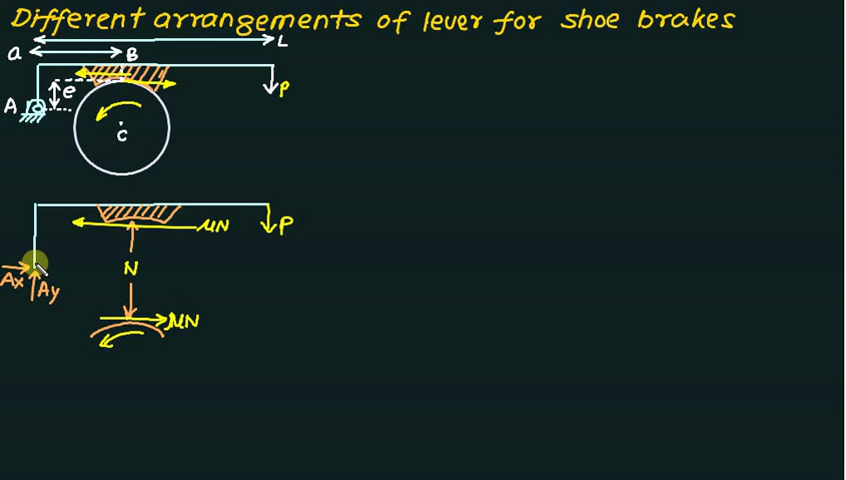 Different arrangements of lever for shoe brakes
L
a
B
e
P
A
C
μN
P
N
Ax
Ay
μN